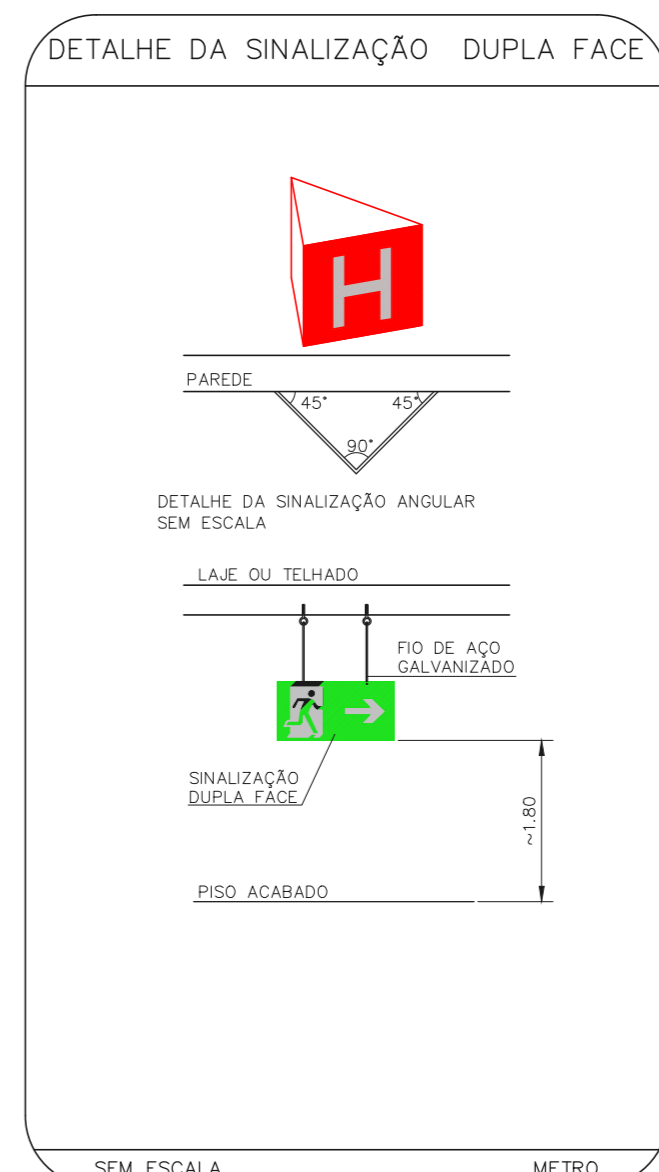 DETALHE DA SINALIZAÇÃO DUPLA FACE
H
PAREDE
45° 45°
90°
DETALHE DA SINALIZAÇÃO ANGULAR
SEM ESCALA
LAJE OU TELHADO
FIO DE AÇO
GALVANIZADO
SINALIZAÇÃO
DUPLA FACE
~1.80
PISO ACABADO
SEM ESCALA METRO